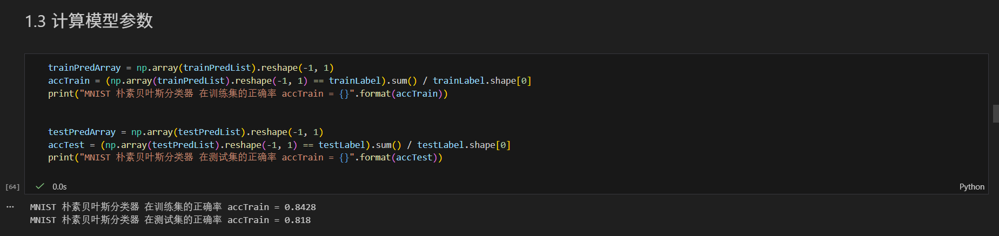 1.3 计算模型参数
trainPredArray = np.array(trainPredList).reshape(-1, 1)
accTrain = (np.array(trainPredList).reshape(-1, 1) == trainLabel).sum() / trainLabel.shape[0]
print("MNIST 朴素贝叶斯分类器 在训练集的正确率 accTrain = {}".format(accTrain))
testPredArray = np.array(testPredList).reshape(-1, 1)
accTest = (np.array(testPredList).reshape(-1, 1) == testLabel).sum() / testLabel.shape[0]
print("MNIST 朴素贝叶斯分类器 在测试集的正确率 accTrain = {}".format(accTest))
[64] ✓ 0.0s Python
··· MNIST 朴素贝叶斯分类器 在训练集的正确率 accTrain = 0.8428
MNIST 朴素贝叶斯分类器 在测试集的正确率 accTrain = 0.818